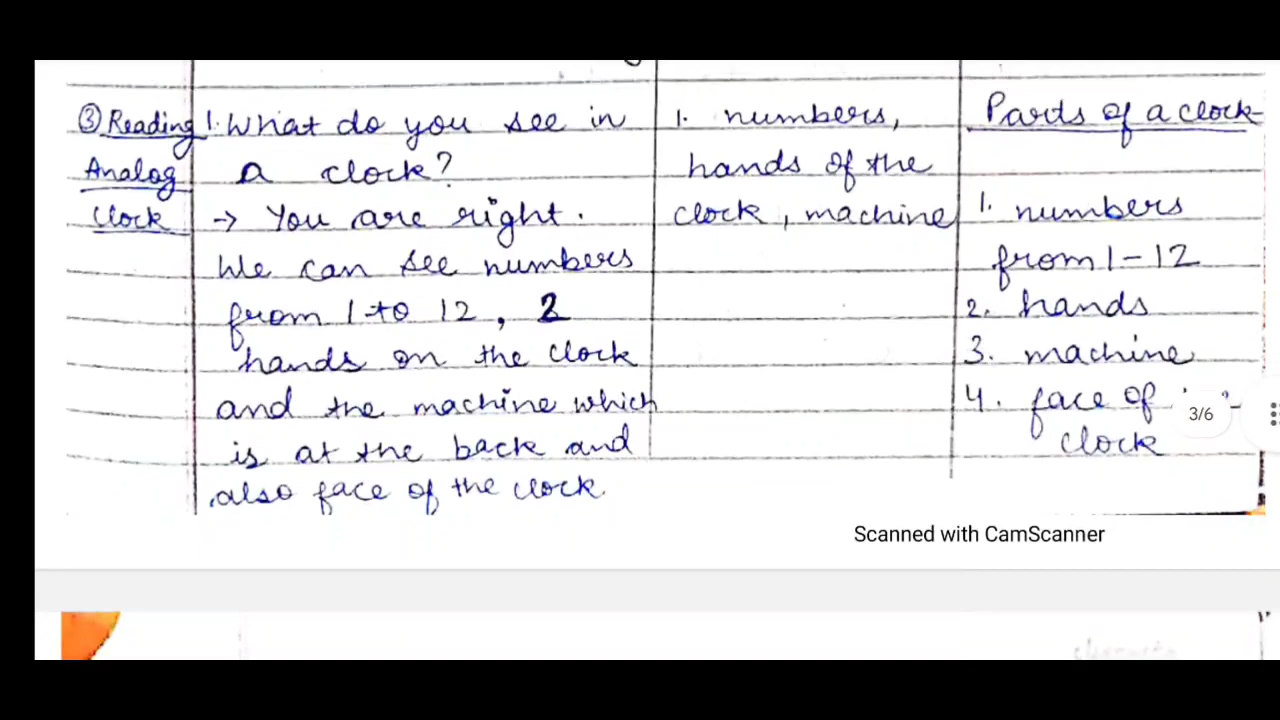 ③ Reading
Analog
Clock
1. What do you see in
a clock?
→ You are right.
We can see numbers
from 1 to 12, 2
hands on the clock
and the machine which
is at the back and
also face of the clock.
1. numbers,
hands of the
clock, machine
Parts of a clock
1. numbers
from 1-12
2. hands
3. machine
4. face of
clock
3/6
Scanned with CamScanner